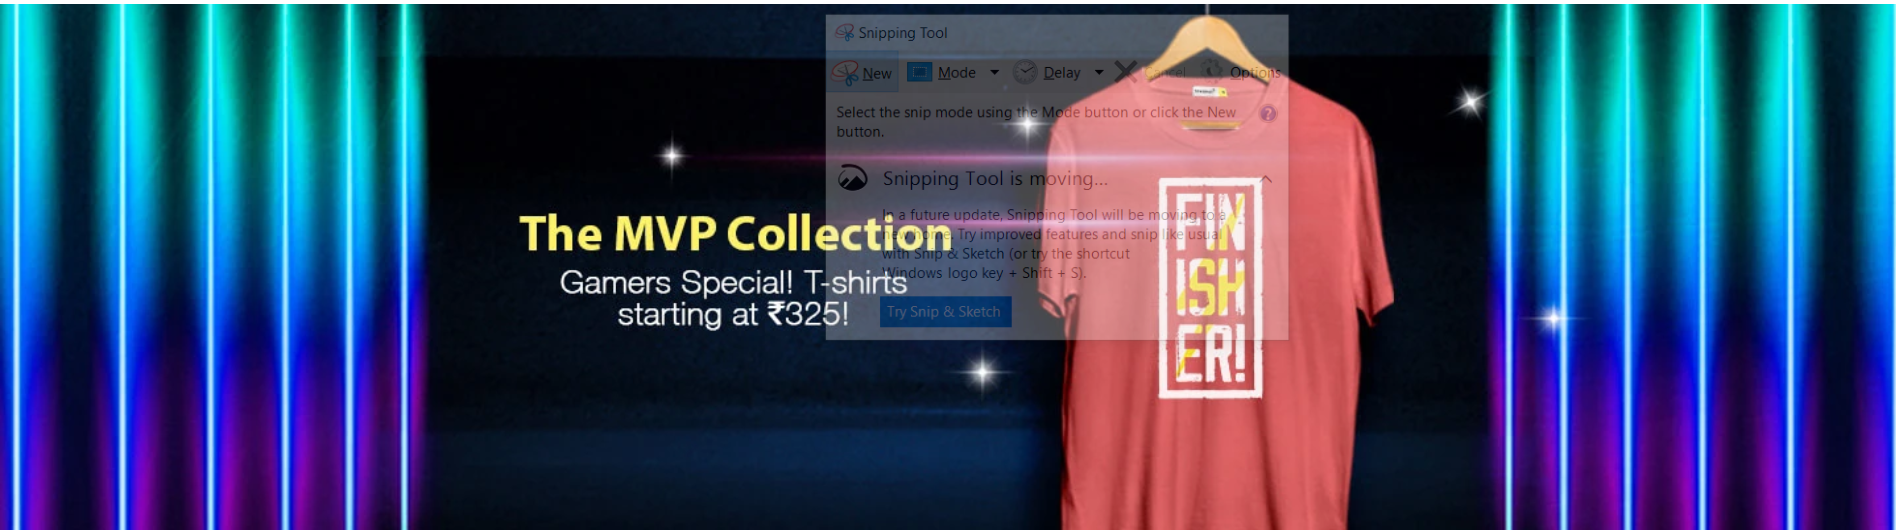 Snipping Tool
New Mode Delay Cancel Options
Select the snip mode using the Mode button or click the New
button.
Snipping Tool is moving...
In a future update, Snipping Tool will be moving to a
new home. Try improved features and snip like usual
with Snip & Sketch (or try the shortcut
Windows logo key + Shift + S).
Try Snip & Sketch
The MVP Collection
Gamers Special! T-shirts
starting at ₹325!
FIN
ISH
ER!